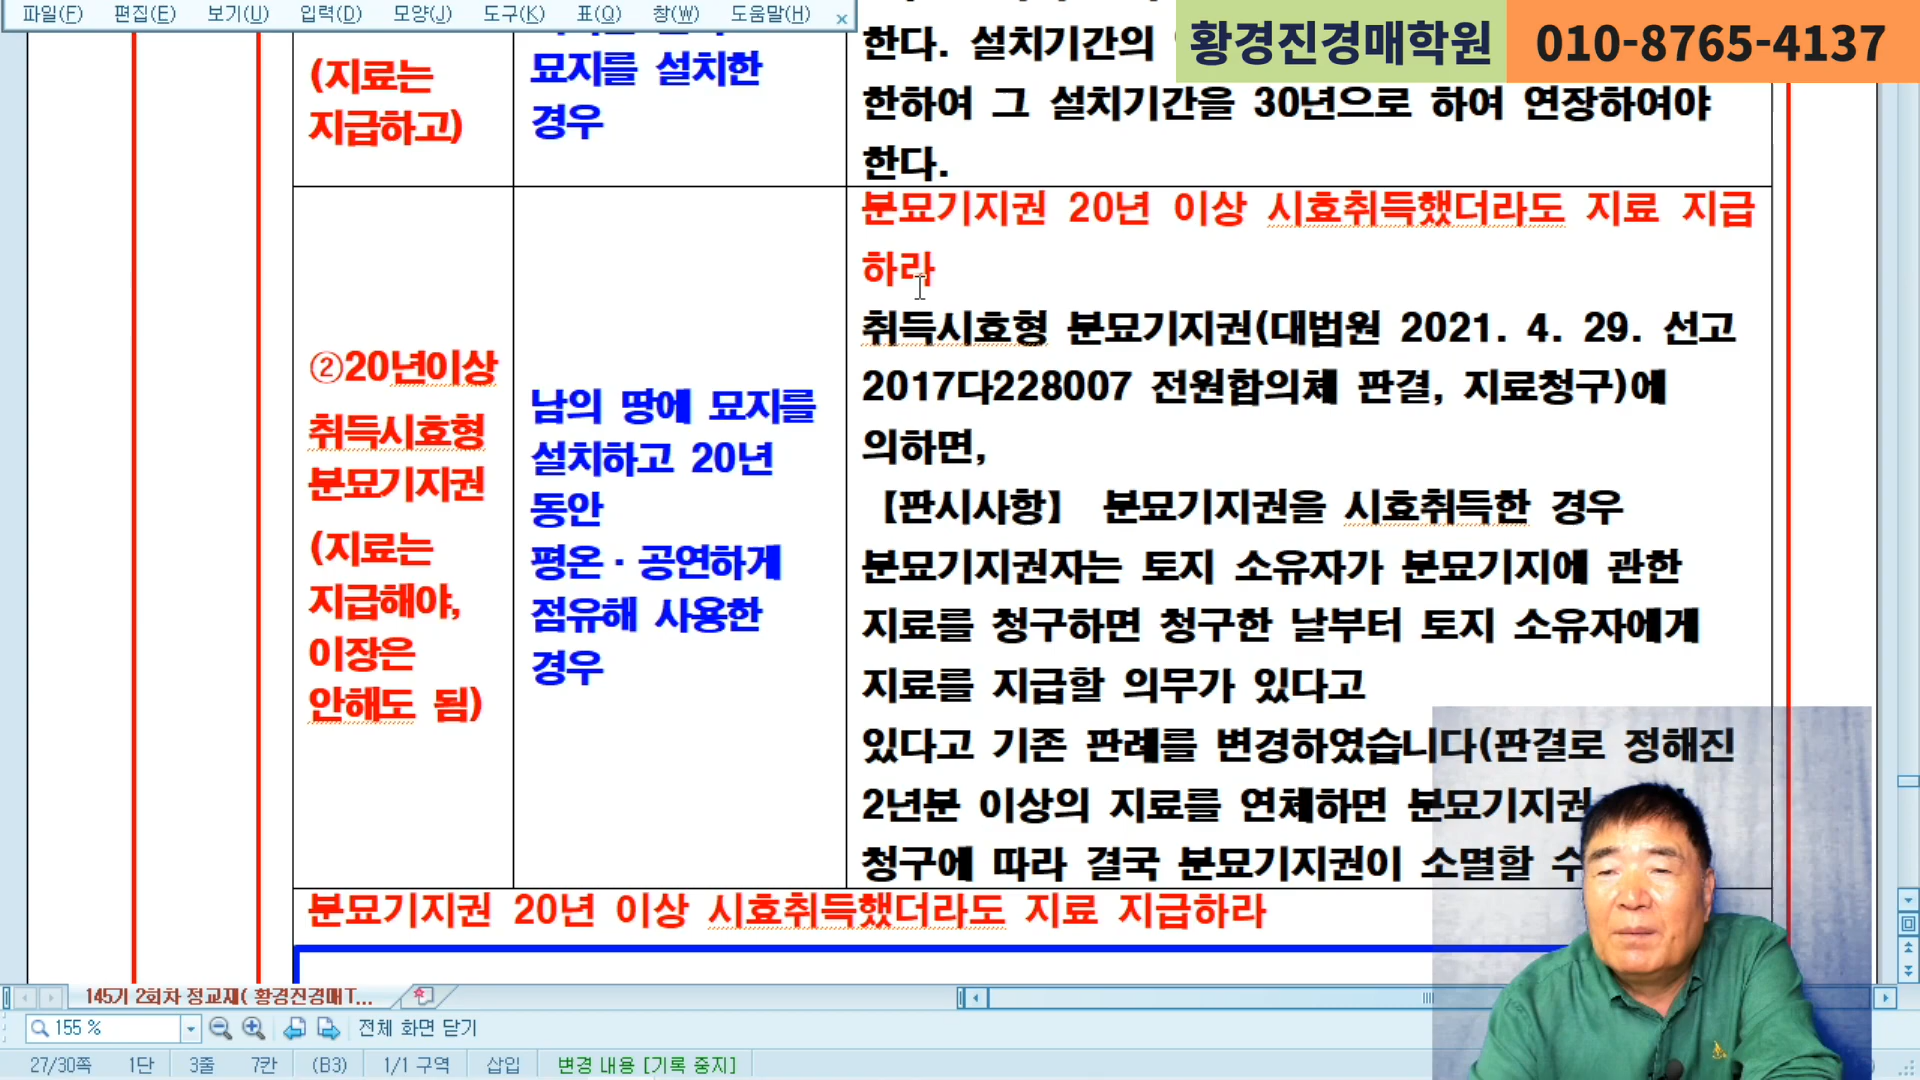 파일(F) 편집(E) 보기(U) 입력(D) 모양(J) 도구(K) 표(Q) 창(W) 도움말(H) x
황경진경매학원 010-8765-4137
(지료는
지급하고)
묘지를 설치한
경우
한다. 설치기간의
한하여 그 설치기간을 30년으로 하여 연장하여야
한다.
②20년이상
취득시효형
분묘기지권
(지료는
지급해야,
이장은
안해도 됨)
남의 땅에 묘지를
설치하고 20년
동안
평온·공연하게
점유해 사용한
경우
분묘기지권 20년 이상 시효취득했더라도 지료 지급
하라
취득시효형 분묘기지권(대법원 2021. 4. 29. 선고
2017다228007 전원합의체 판결, 지료청구)에
의하면,
【판시사항】 분묘기지권을 시효취득한 경우
분묘기지권자는 토지 소유자가 분묘기지에 관한
지료를 청구하면 청구한 날부터 토지 소유자에게
지료를 지급할 의무가 있다고
있다고 기존 판례를 변경하였습니다(판결로 정해진
2년분 이상의 지료를 연체하면 분묘기지권
청구에 따라 결국 분묘기지권이 소멸할 수
분묘기지권 20년 이상 시효취득했더라도 지료 지급하라
145기 2회차 정교재( 황경진경매T...
155 % 전체 화면 닫기
27/30쪽 1단 3줄 7칸 (B3) 1/1 구역 삽입 변경 내용 [기록 중지]